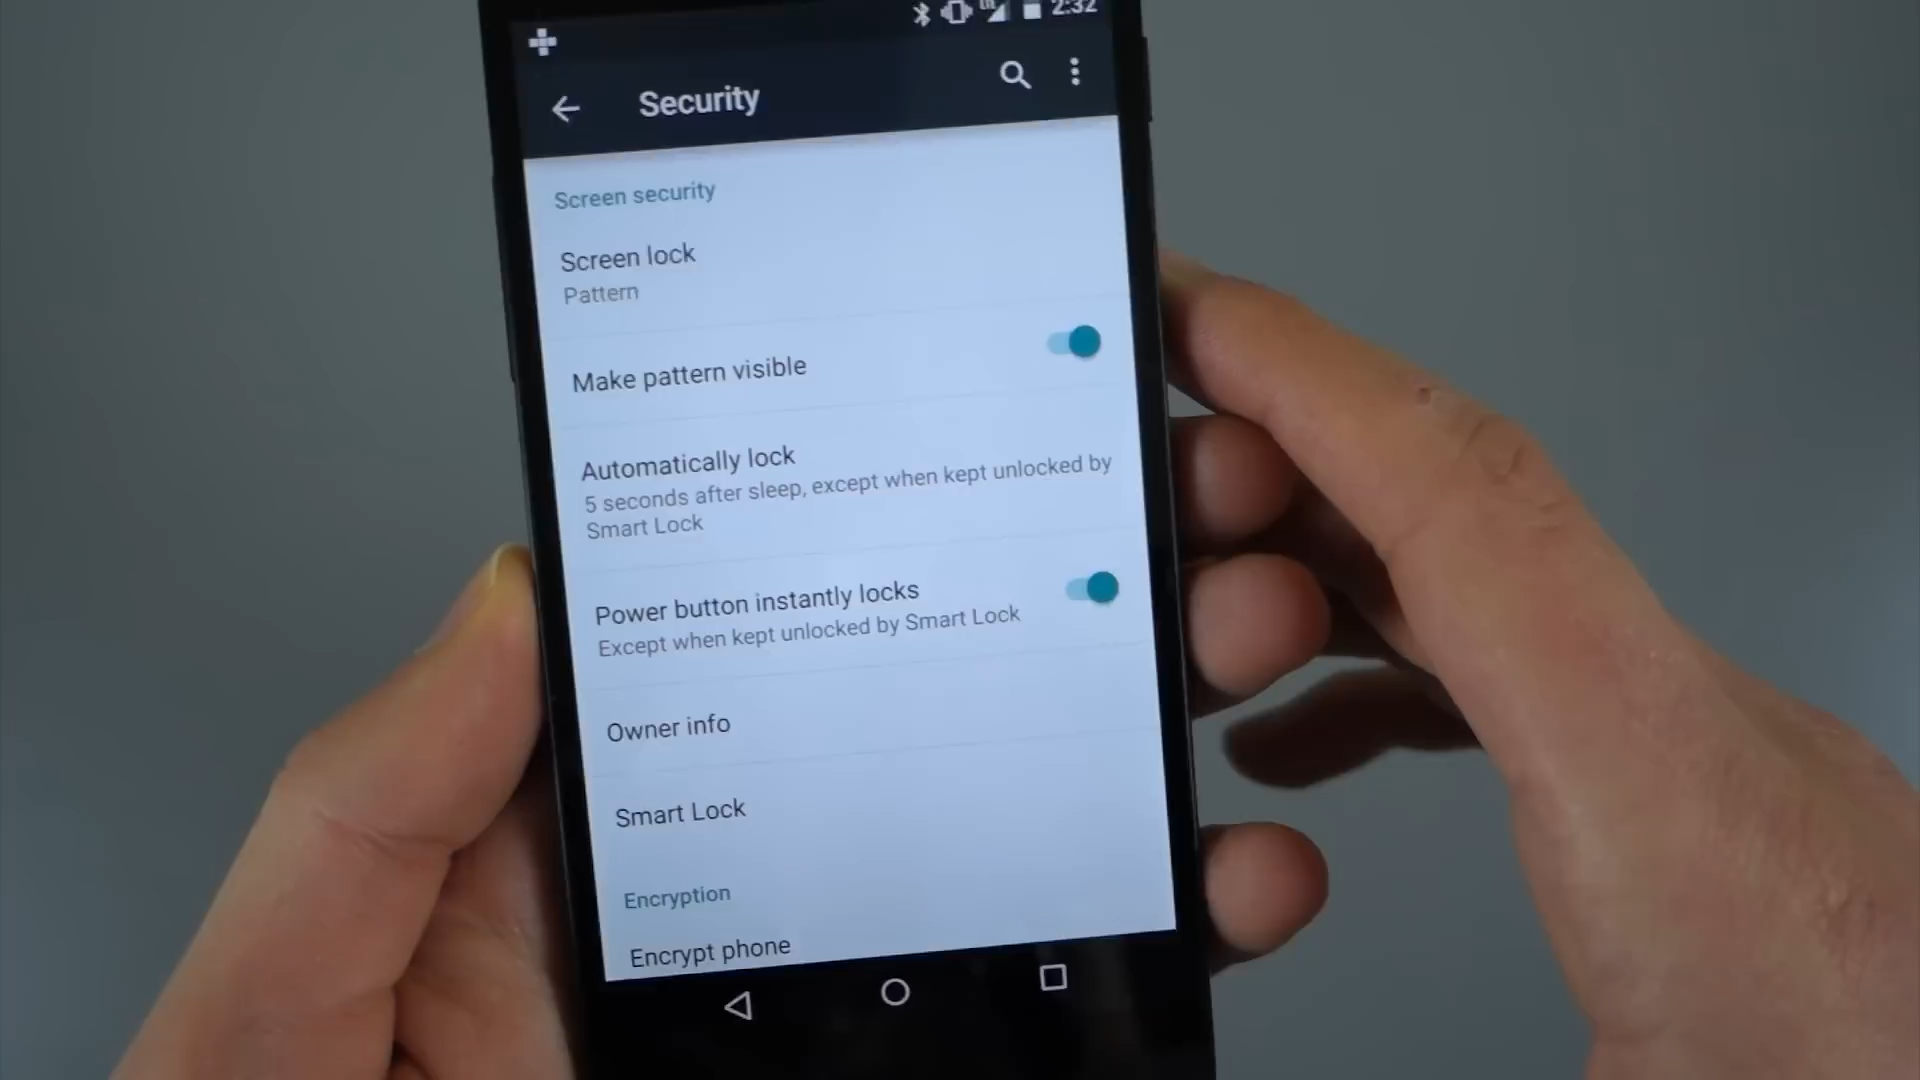 2:32
Security
Screen security
Screen lock
Pattern
Make pattern visible
Automatically lock
5 seconds after sleep, except when kept unlocked by
Smart Lock
Power button instantly locks
Except when kept unlocked by Smart Lock
Owner info
Smart Lock
Encryption
Encrypt phone